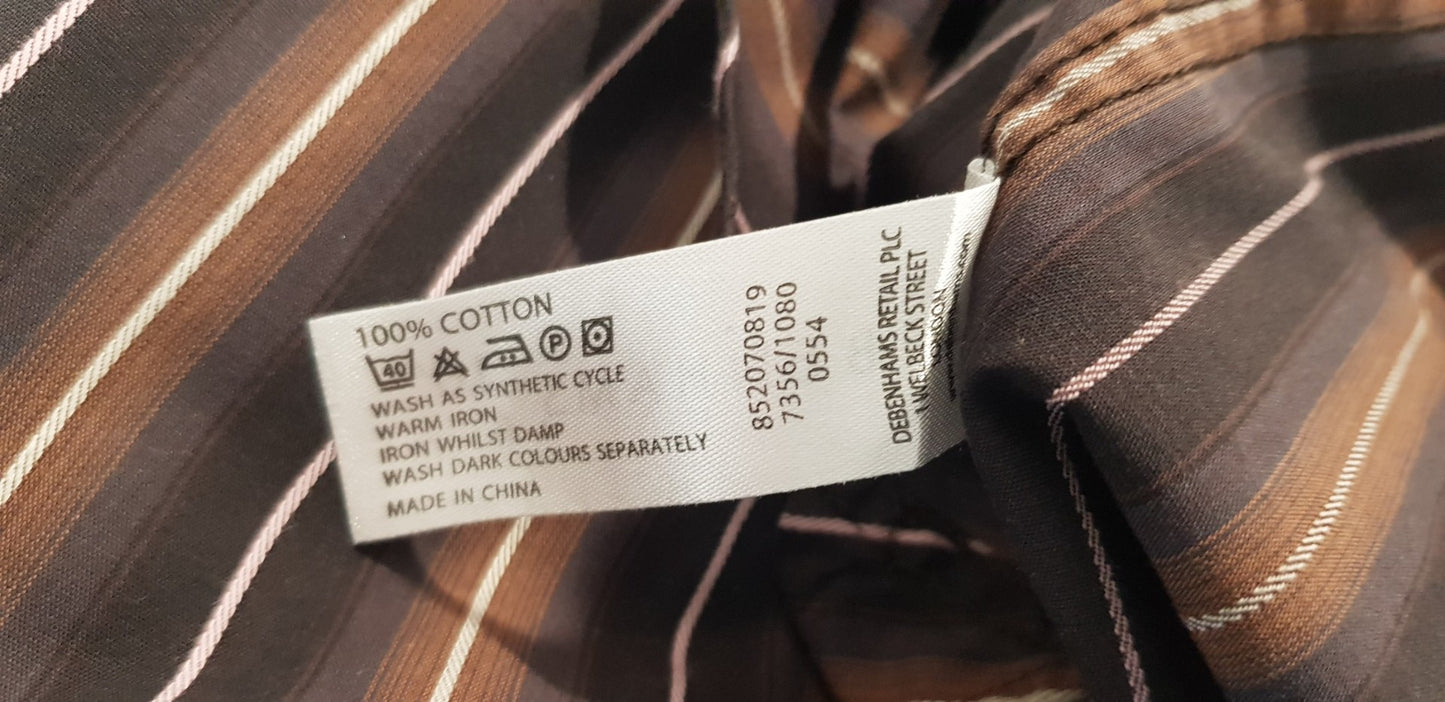 100% COTTON
40 P
WASH AS SYNTHETIC CYCLE
WARM IRON
IRON WHILST DAMP
WASH DARK COLOURS SEPARATELY
MADE IN CHINA
852070819
7356/1080
0554
DEBENHAMS RETAIL PLC
1 WELBECK STREET
LONDON